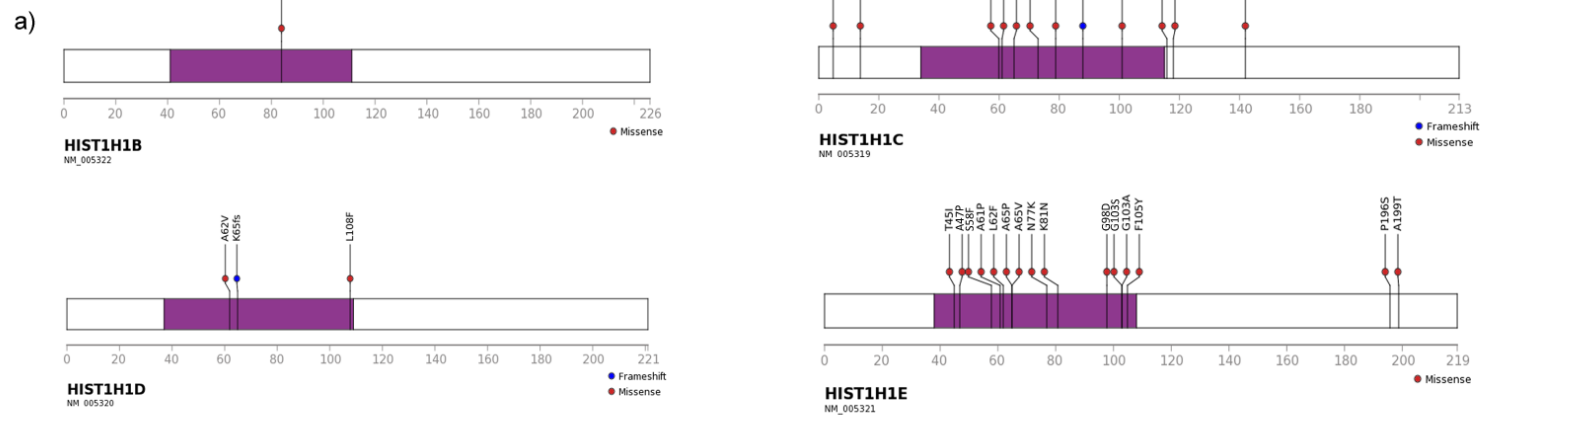 a)
0 20 40 60 80 100 120 140 160 180 200 226
Missense
HIST1H1B
NM_005322
0 20 40 60 80 100 120 140 160 180 213
Frameshift
Missense
HIST1H1C
NM 005319
A62V K65fs L108F
0 20 40 60 80 100 120 140 160 180 200 221
Frameshift
Missense
HIST1H1D
NM 005320
T45I A47P S58F A61P L62F A65P A65V N77K K81N G98D G103S G103A F105Y P196S A199T
0 20 40 60 80 100 120 140 160 180 200 219
Missense
HIST1H1E
NM_005321